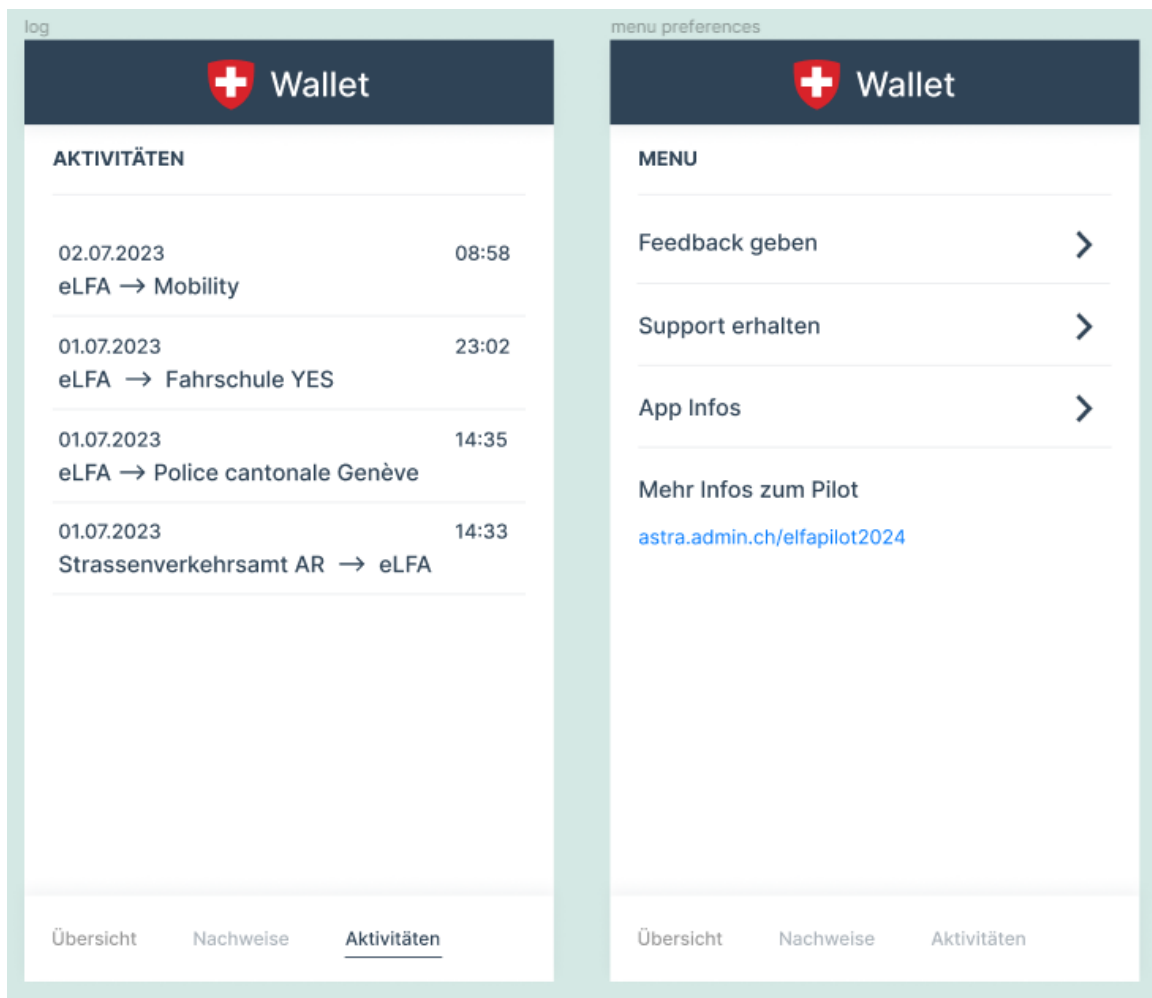 log
Wallet
AKTIVITÄTEN
02.07.2023 08:58
eLFA → Mobility
01.07.2023 23:02
eLFA → Fahrschule YES
01.07.2023 14:35
eLFA → Police cantonale Genève
01.07.2023 14:33
Strassenverkehrsamt AR → eLFA
Übersicht Nachweise Aktivitäten
menu preferences
Wallet
MENU
Feedback geben
Support erhalten
App Infos
Mehr Infos zum Pilot
astra.admin.ch/elfapilot2024
Übersicht Nachweise Aktivitäten